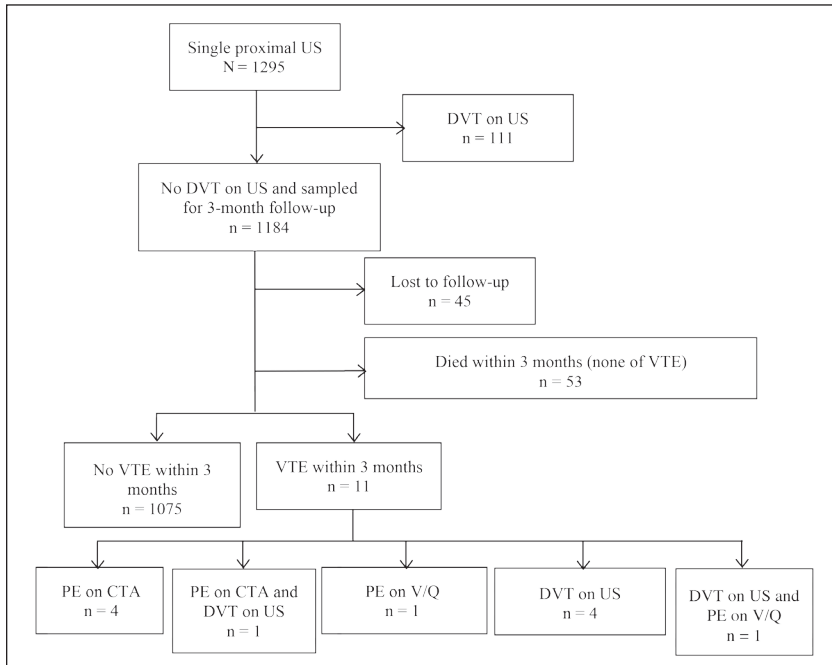 Single proximal US
N = 1295
DVT on US
n = 111
No DVT on US and sampled
for 3-month follow-up
n = 1184
Lost to follow-up
n = 45
Died within 3 months (none of VTE)
n = 53
No VTE within 3
months
n = 1075
VTE within 3 months
n = 11
PE on CTA
n = 4
PE on CTA and
DVT on US
n = 1
PE on V/Q
n = 1
DVT on US
n = 4
DVT on US and
PE on V/Q
n = 1